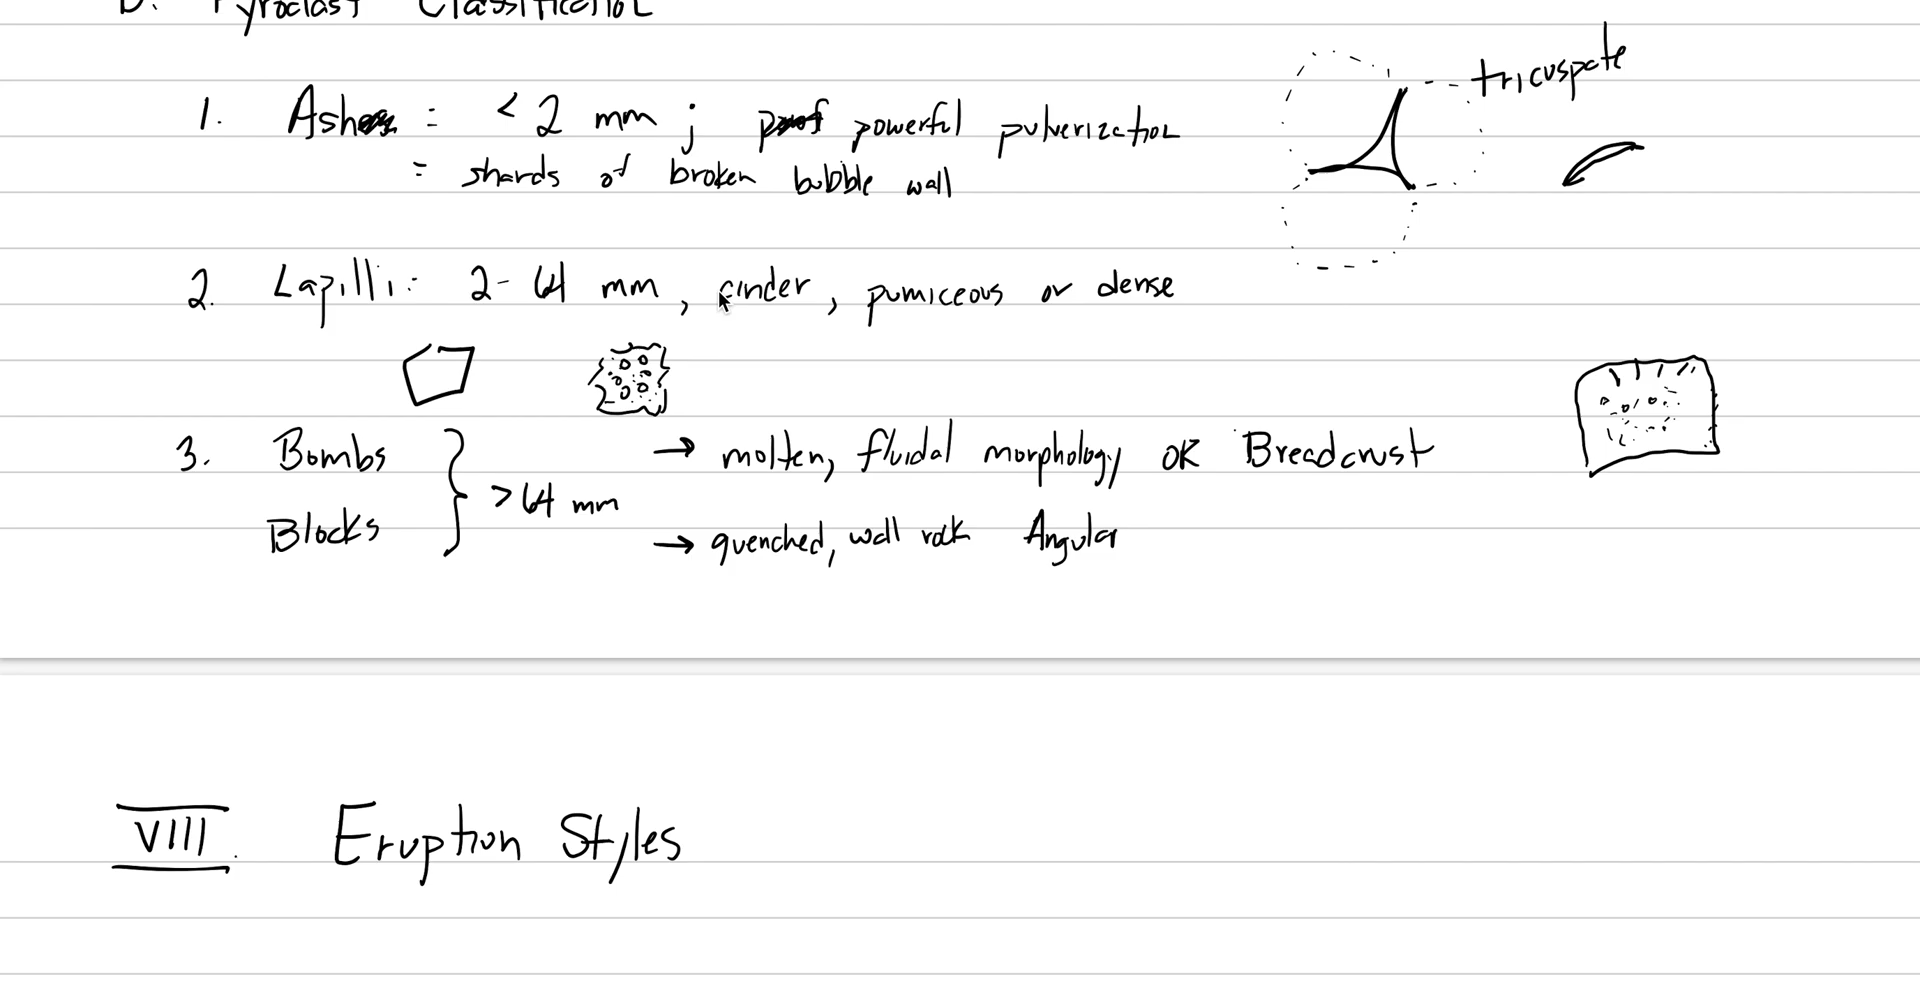 D. Pyroclast Classification
tricuspate
1. Ash : < 2 mm ; powerful pulverization
= shards of broken bubble wall
2. Lapilli: 2-64 mm, cinder, pumiceous or dense
3. Bombs → molten, fluidal morphology OR Breadcrust
> 64 mm
Blocks → quenched, wall rock Angular
VIII. Eruption Styles